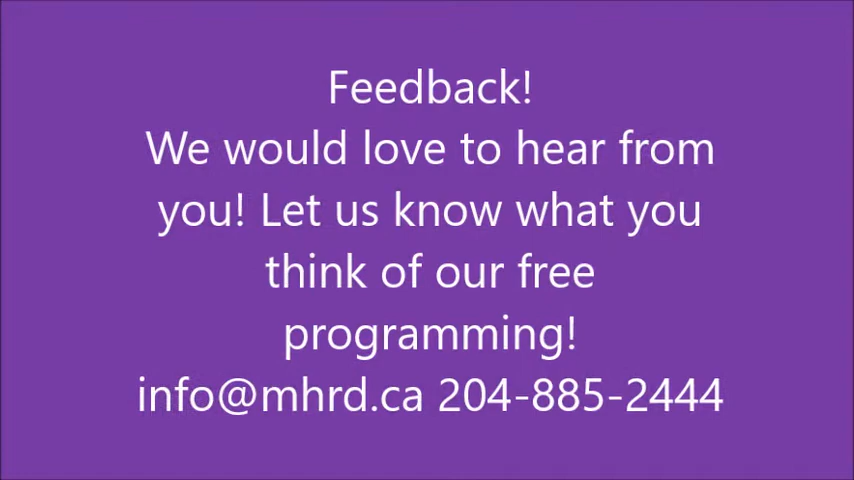 Feedback!
We would love to hear from
you! Let us know what you
think of our free
programming!
info@mhrd.ca 204-885-2444